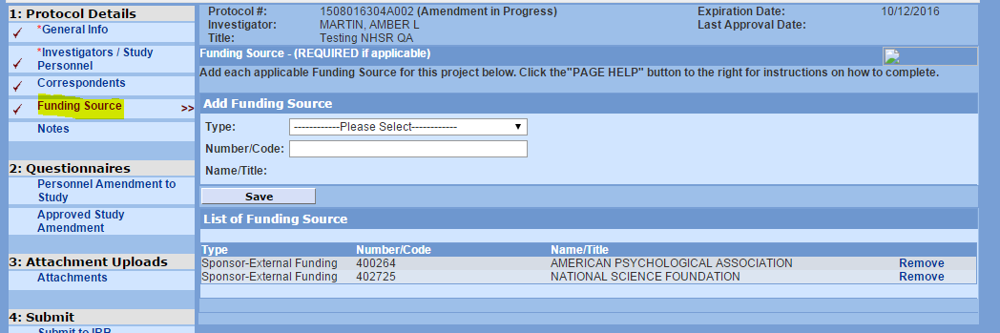 1: Protocol Details
*General Info
*Investigators / Study
Personnel
Correspondents
Funding Source >>
Notes
2: Questionnaires
Personnel Amendment to
Study
Approved Study
Amendment
3: Attachment Uploads
Attachments
4: Submit
Submit to IRB
Protocol #: 1508016304A002 (Amendment in Progress) Expiration Date: 10/12/2016
Investigator: MARTIN, AMBER L Last Approval Date:
Title: Testing NHSR QA
Funding Source - (REQUIRED if applicable)
Add each applicable Funding Source for this project below. Click the"PAGE HELP" button to the right for instructions on how to complete.
Add Funding Source
Type: ------------Please Select------------
Number/Code:
Name/Title:
Save
List of Funding Source
Type Number/Code Name/Title
Sponsor-External Funding 400264 AMERICAN PSYCHOLOGICAL ASSOCIATION Remove
Sponsor-External Funding 402725 NATIONAL SCIENCE FOUNDATION Remove